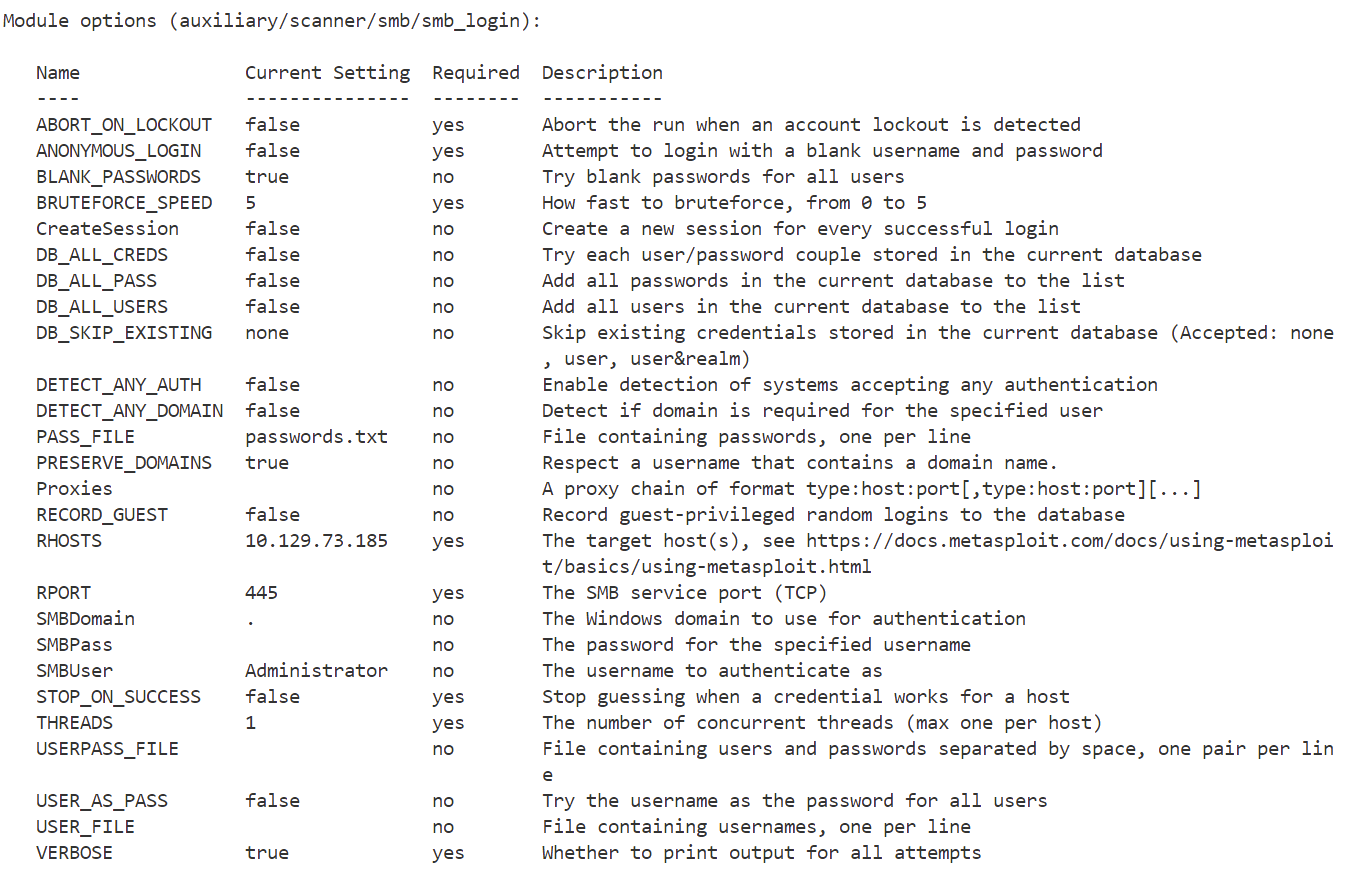 Module options (auxiliary/scanner/smb/smb_login):
Name Current Setting Required Description
---- --------------- -------- -----------
ABORT_ON_LOCKOUT false yes Abort the run when an account lockout is detected
ANONYMOUS_LOGIN false yes Attempt to login with a blank username and password
BLANK_PASSWORDS true no Try blank passwords for all users
BRUTEFORCE_SPEED 5 yes How fast to bruteforce, from 0 to 5
CreateSession false no Create a new session for every successful login
DB_ALL_CREDS false no Try each user/password couple stored in the current database
DB_ALL_PASS false no Add all passwords in the current database to the list
DB_ALL_USERS false no Add all users in the current database to the list
DB_SKIP_EXISTING none no Skip existing credentials stored in the current database (Accepted: none
, user, user&realm)
DETECT_ANY_AUTH false no Enable detection of systems accepting any authentication
DETECT_ANY_DOMAIN false no Detect if domain is required for the specified user
PASS_FILE passwords.txt no File containing passwords, one per line
PRESERVE_DOMAINS true no Respect a username that contains a domain name.
Proxies no A proxy chain of format type:host:port[,type:host:port][...]
RECORD_GUEST false no Record guest-privileged random logins to the database
RHOSTS 10.129.73.185 yes The target host(s), see https://docs.metasploit.com/docs/using-metasploi
t/basics/using-metasploit.html
RPORT 445 yes The SMB service port (TCP)
SMBDomain . no The Windows domain to use for authentication
SMBPass no The password for the specified username
SMBUser Administrator no The username to authenticate as
STOP_ON_SUCCESS false yes Stop guessing when a credential works for a host
THREADS 1 yes The number of concurrent threads (max one per host)
USERPASS_FILE no File containing users and passwords separated by space, one pair per lin
e
USER_AS_PASS false no Try the username as the password for all users
USER_FILE no File containing usernames, one per line
VERBOSE true yes Whether to print output for all attempts